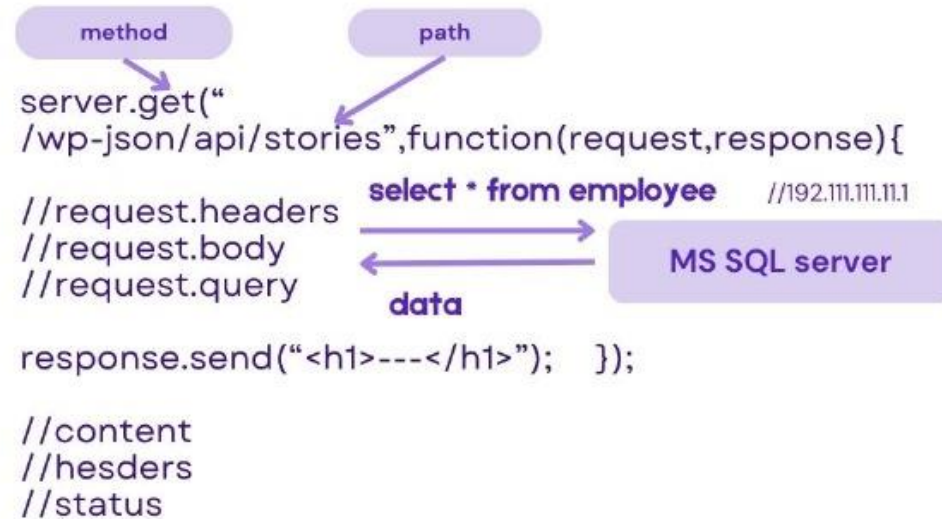 method
path
server.get(“
/wp-json/api/stories”,function(request,response){
select * from employee
//192.111.111.11.1
//request.headers
//request.body
//request.query
MS SQL server
data
response.send(“<h1>---</h1>”); });
//content
//hesders
//status